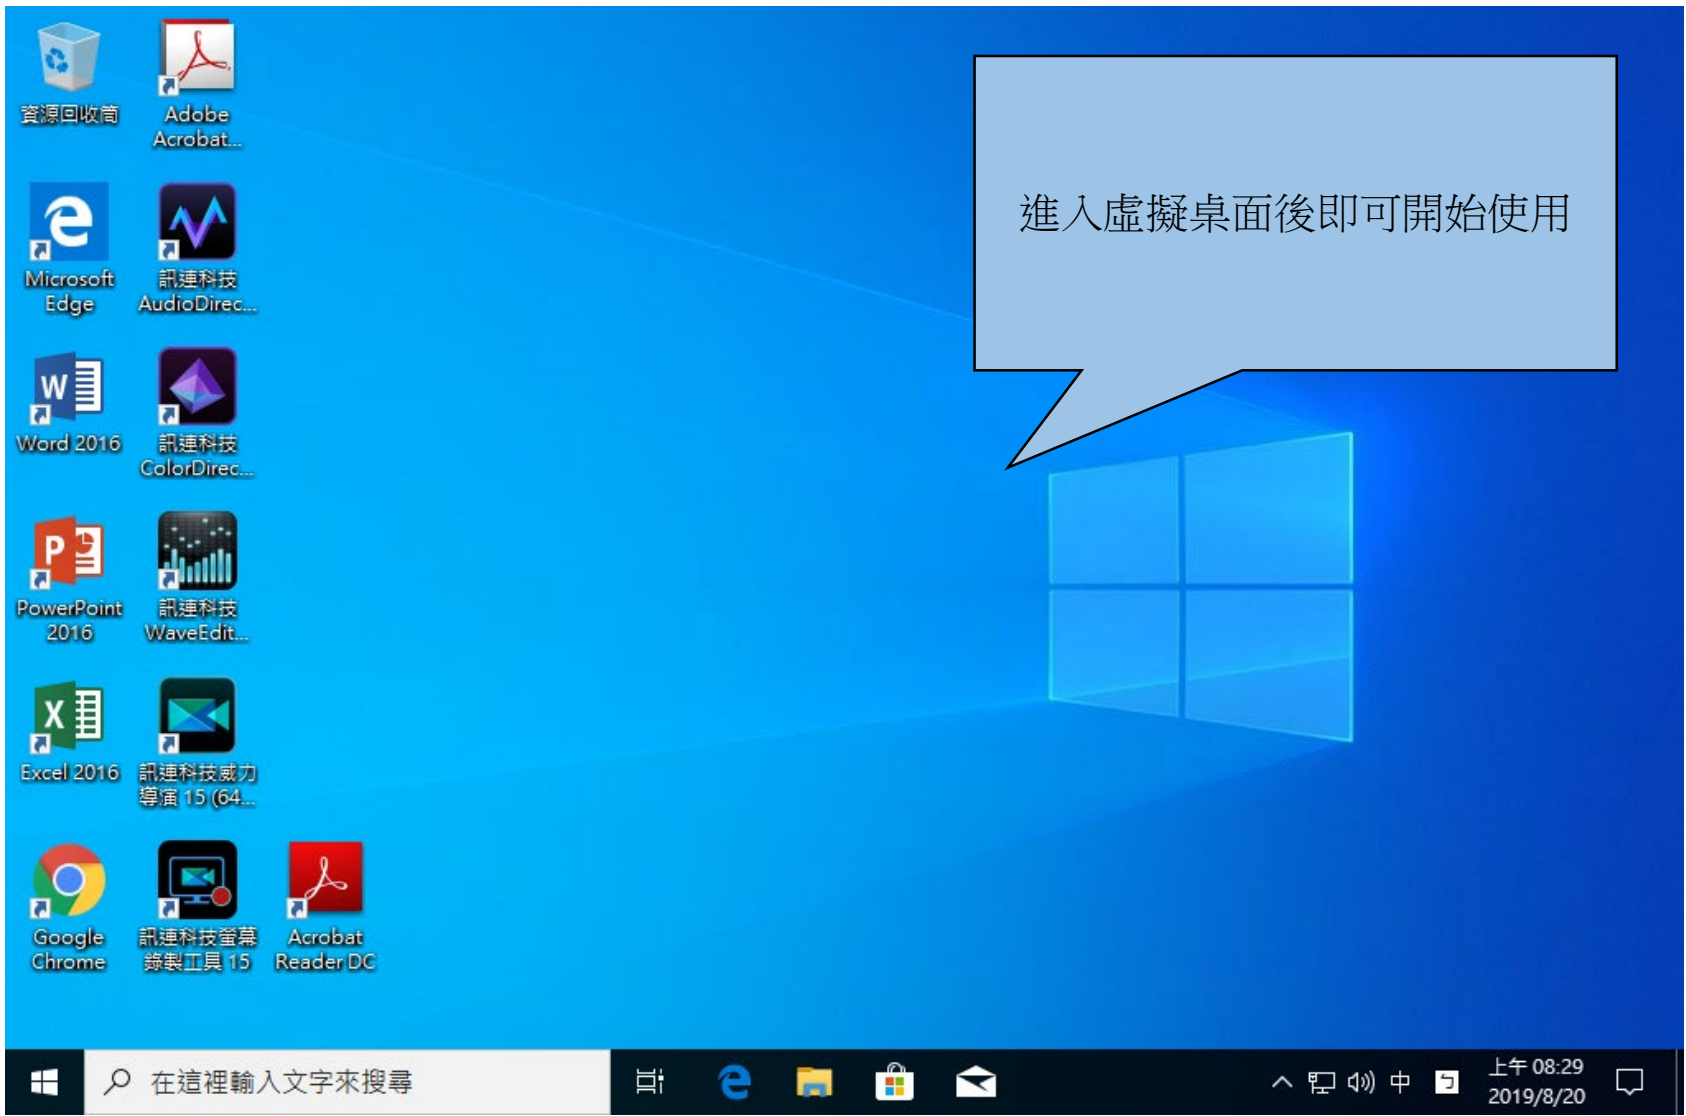 進入虛擬桌面後即可開始使用
資源回收筒
Adobe
Acrobat...
Microsoft
Edge
訊連科技
AudioDirec...
Word 2016
訊連科技
ColorDirec...
PowerPoint
2016
訊連科技
WaveEdit...
Excel 2016
訊連科技威力
導演 15 (64...
Google
Chrome
訊連科技螢幕
錄製工具 15
Acrobat
Reader DC
在這裡輸入文字來搜尋
中
ㄅ
上午 08:29
2019/8/20